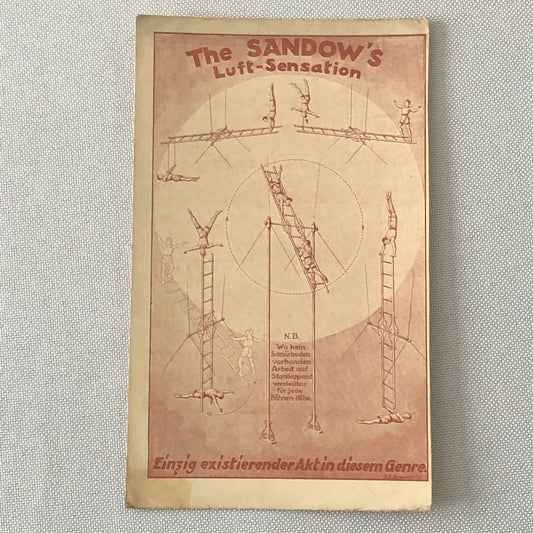 The SANDOW'S
Luft-Sensation
N.B.
Wo kein
Schnürboden
vorhanden
Arbeit auf
Standapparat
verstellbar
für jede
Bühnen-Höhe.
Einzig existierender Akt in diesem Genre.